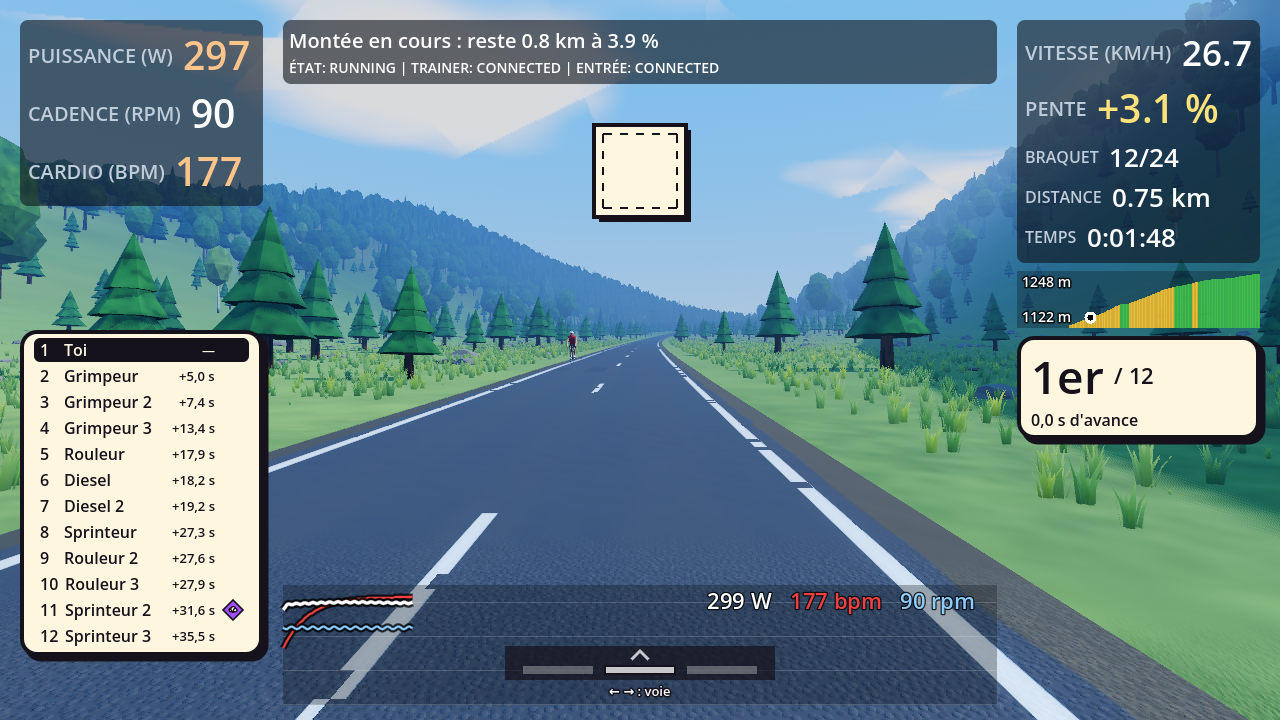 PUISSANCE (W) 297
CADENCE (RPM) 90
CARDIO (BPM) 177
Montée en cours : reste 0.8 km à 3.9 %
ÉTAT: RUNNING | TRAINER: CONNECTED | ENTRÉE: CONNECTED
VITESSE (KM/H) 26.7
PENTE +3.1 %
BRAQUET 12/24
DISTANCE 0.75 km
TEMPS 0:01:48
1248 m
1122 m
1er / 12
0,0 s d'avance
1 Toi —
2 Grimpeur +5,0 s
3 Grimpeur 2 +7,4 s
4 Grimpeur 3 +13,4 s
5 Rouleur +17,9 s
6 Diesel +18,2 s
7 Diesel 2 +19,2 s
8 Sprinteur +27,3 s
9 Rouleur 2 +27,6 s
10 Rouleur 3 +27,9 s
11 Sprinteur 2 +31,6 s
12 Sprinteur 3 +35,5 s
299 W 177 bpm 90 rpm
← → : voie